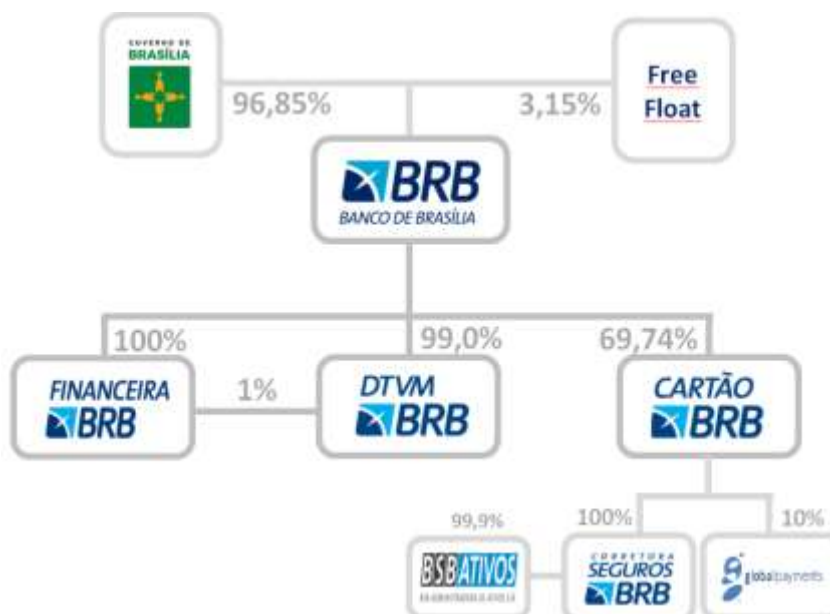 GOVERNO DE
BRASÍLIA
96,85%
3,15%
Free
Float
BRB
BANCO DE BRASÍLIA
100%
99,0%
69,74%
FINANCEIRA
BRB
1%
DTVM
BRB
CARTÃO
BRB
99,9%
100%
10%
BSBATIVOS
CORRETORA
SEGUROS
BRB
globalpayments